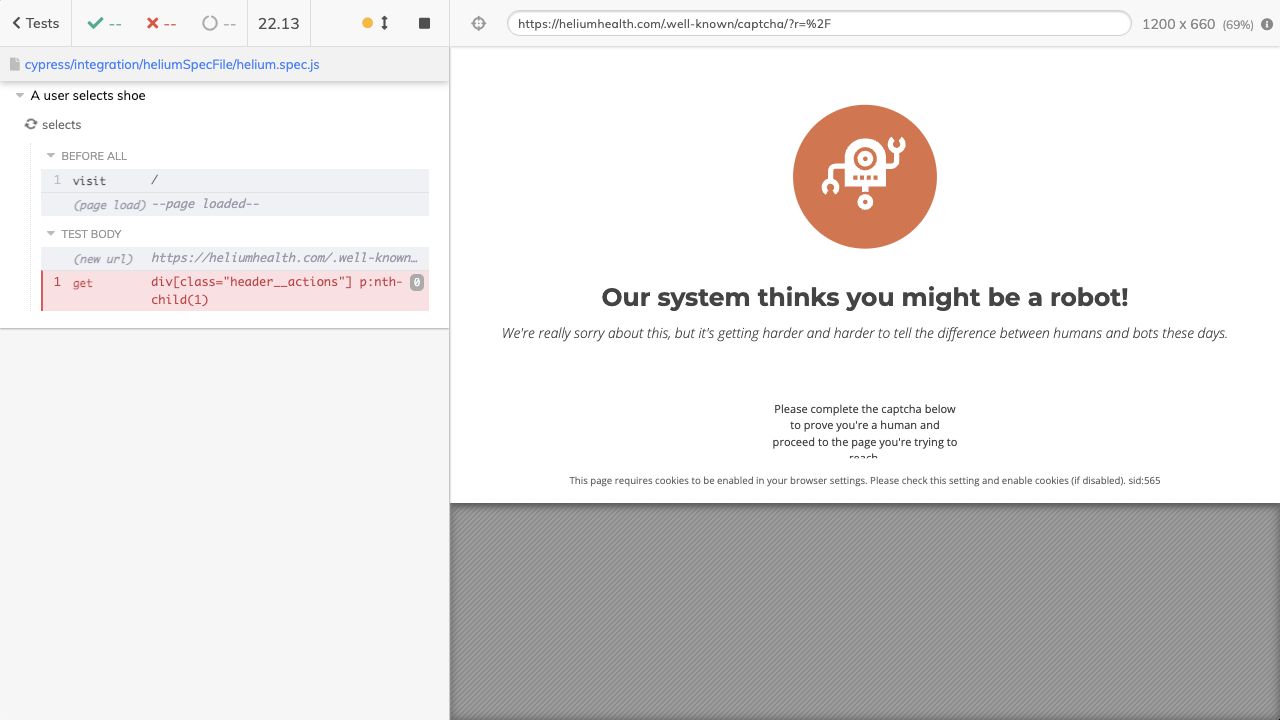 Tests
--
--
--
22.13
https://heliumhealth.com/.well-known/captcha/?r=%2F
1200 x 660 (69%)
cypress/integration/heliumSpecFile/helium.spec.js
A user selects shoe
selects
BEFORE ALL
1 visit /
(page load) --page loaded--
TEST BODY
(new url) https://heliumhealth.com/.well-known…
1 get div[class="header__actions"] p:nth- 0
child(1)
Our system thinks you might be a robot!
We're really sorry about this, but it's getting harder and harder to tell the difference between humans and bots these days.
Please complete the captcha below
to prove you're a human and
proceed to the page you're trying to
reach
This page requires cookies to be enabled in your browser settings. Please check this setting and enable cookies (if disabled). sid:565